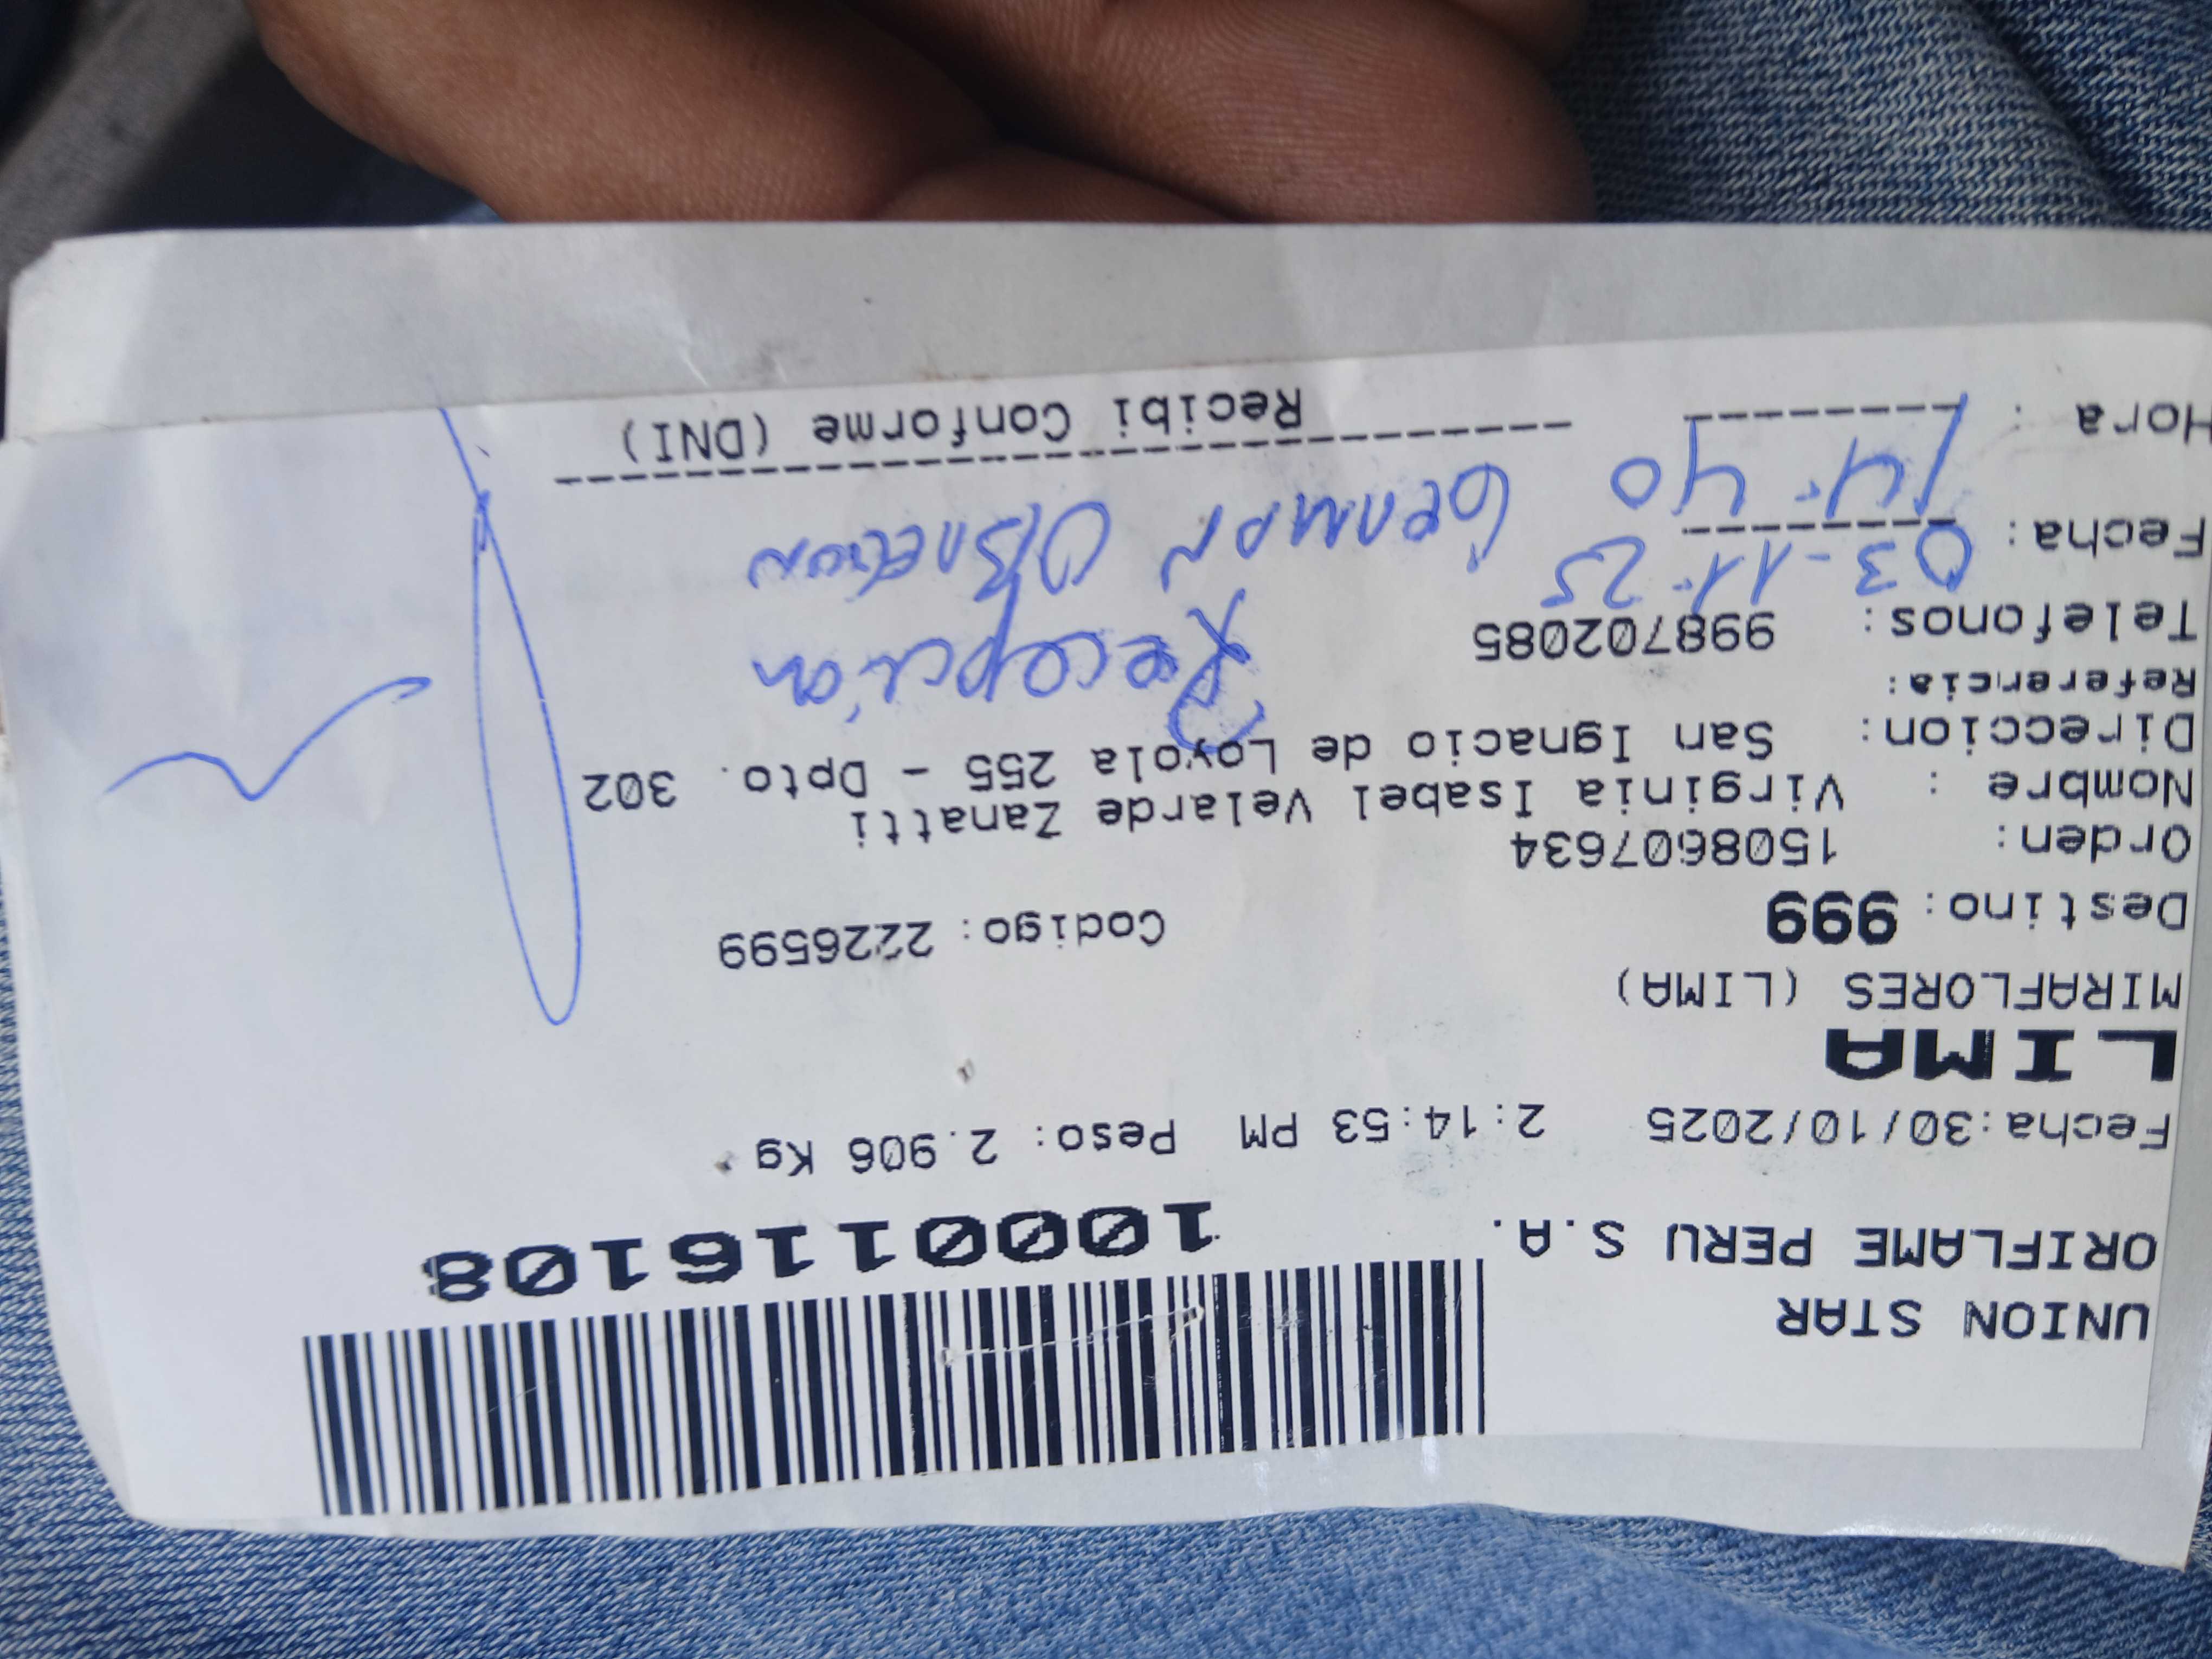 UNION STAR
ORIFLAME PERU S.A.
1000116108
Fecha:30/10/2025 2:14:53 PM Peso: 2.906 Kg
LIMA
MIRAFLORES (LIMA)
Destino: 999 Codigo: 2226599
Orden: 1508607634
Nombre : Virginia Isabel Velarde Zanatti
Direccion: San Ignacio de Loyola 255 - Dpto. 302
Referencia:
Telefonos: 998702085
Recepción
Fecha: 03-11-25
Hora : 14:40
Recibi Conforme (DNI)